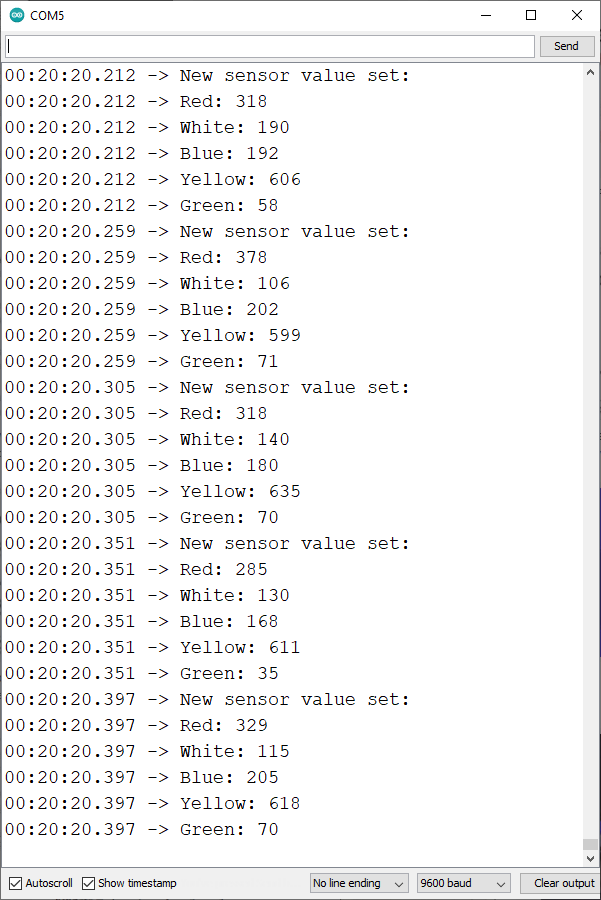 COM5
Send
00:20:20.212 -> New sensor value set:
00:20:20.212 -> Red: 318
00:20:20.212 -> White: 190
00:20:20.212 -> Blue: 192
00:20:20.212 -> Yellow: 606
00:20:20.212 -> Green: 58
00:20:20.259 -> New sensor value set:
00:20:20.259 -> Red: 378
00:20:20.259 -> White: 106
00:20:20.259 -> Blue: 202
00:20:20.259 -> Yellow: 599
00:20:20.259 -> Green: 71
00:20:20.305 -> New sensor value set:
00:20:20.305 -> Red: 318
00:20:20.305 -> White: 140
00:20:20.305 -> Blue: 180
00:20:20.305 -> Yellow: 635
00:20:20.305 -> Green: 70
00:20:20.351 -> New sensor value set:
00:20:20.351 -> Red: 285
00:20:20.351 -> White: 130
00:20:20.351 -> Blue: 168
00:20:20.351 -> Yellow: 611
00:20:20.351 -> Green: 35
00:20:20.397 -> New sensor value set:
00:20:20.397 -> Red: 329
00:20:20.397 -> White: 115
00:20:20.397 -> Blue: 205
00:20:20.397 -> Yellow: 618
00:20:20.397 -> Green: 70
Autoscroll Show timestamp No line ending 9600 baud Clear output